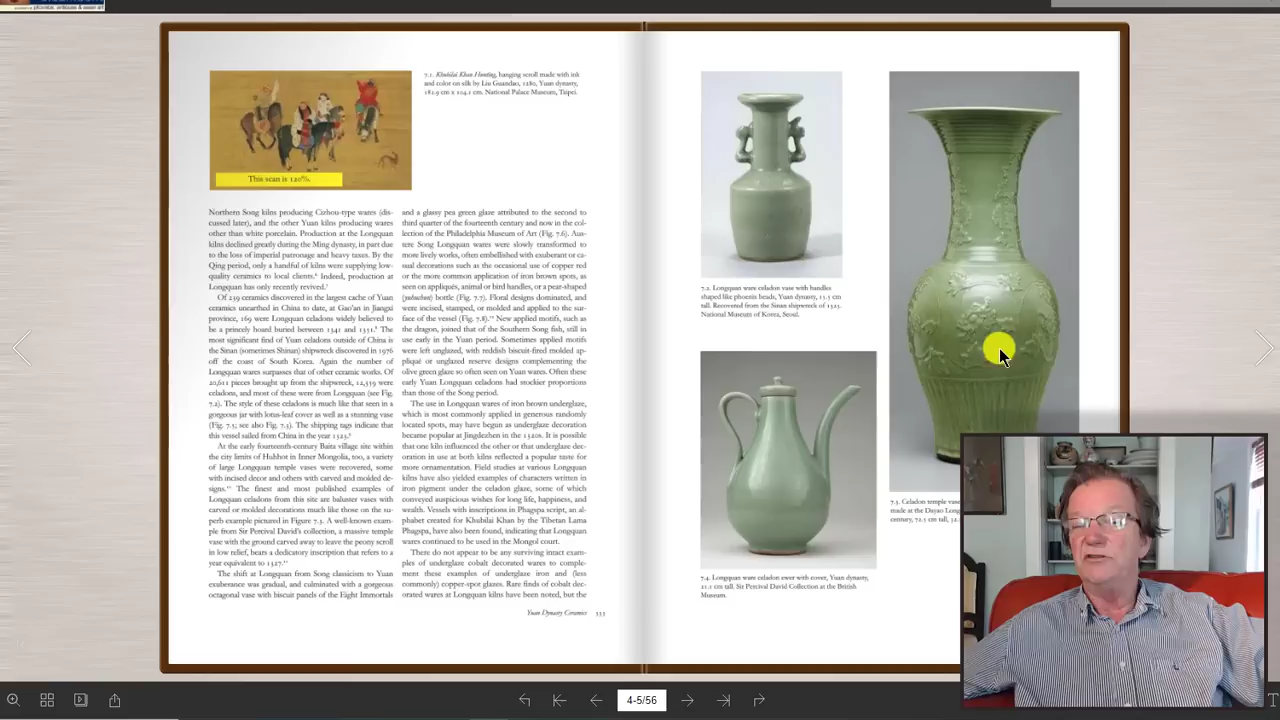 7.1. Khubilai Khan Hunting, hanging scroll made with ink
and color on silk by Liu Guandao, 1280, Yuan dynasty,
182.9 cm x 104.1 cm. National Palace Museum, Taipei.
This scan is 120%.
Northern Song kilns producing Cizhou-type wares (dis-
cussed later), and the other Yuan kilns producing wares
other than white porcelain. Production at the Longquan
kilns declined greatly during the Ming dynasty, in part due
to the loss of imperial patronage and heavy taxes. By the
Qing period, only a handful of kilns were supplying low-
quality ceramics to local clients.⁶ Indeed, production at
Longquan has only recently revived.⁷
Of 239 ceramics discovered in the largest cache of Yuan
ceramics unearthed in China to date, at Gao'an in Jiangxi
province, 169 were Longquan celadons widely believed to
be a princely hoard buried between 1341 and 1351.⁸ The
most significant find of Yuan celadons outside of China is
the Sinan (sometimes Shinan) shipwreck discovered in 1976
off the coast of South Korea. Again the number of
Longquan wares surpasses that of other ceramic works. Of
20,611 pieces brought up from the shipwreck, 12,359 were
celadons, and most of these were from Longquan (see Fig.
7.2). The style of these celadons is much like that seen in a
gorgeous jar with lotus-leaf cover as well as a stunning vase
(Fig. 7.5; see also Fig. 7.3). The shipping tags indicate that
this vessel sailed from China in the year 1323.⁹
At the early fourteenth-century Baita village site within
the city limits of Huhhot in Inner Mongolia, too, a variety
of large Longquan temple vases were recovered, some
with incised decor and others with carved and molded de-
signs.¹⁰ The finest and most published examples of
Longquan celadons from this site are baluster vases with
carved or molded decorations much like those on the su-
perb example pictured in Figure 7.3. A well-known exam-
ple from Sir Percival David's collection, a massive temple
vase with the ground carved away to leave the peony scroll
in low relief, bears a dedicatory inscription that refers to a
year equivalent to 1327.¹¹
The shift at Longquan from Song classicism to Yuan
exuberance was gradual, and culminated with a gorgeous
octagonal vase with biscuit panels of the Eight Immortals
and a glassy pea green glaze attributed to the second to
third quarter of the fourteenth century and now in the col-
lection of the Philadelphia Museum of Art (Fig. 7.6). Aus-
tere Song Longquan wares were slowly transformed to
more lively works, often embellished with exuberant or ca-
sual decorations such as the occasional use of copper red
or the more common application of iron brown spots, as
seen on appliqués, animal or bird handles, or a pear-shaped
(yuhuchun) bottle (Fig. 7.7). Floral designs dominated, and
were incised, stamped, or molded and applied to the sur-
face of the vessel (Fig. 7.8).¹² New applied motifs, such as
the dragon, joined that of the Southern Song fish, still in
use early in the Yuan period. Sometimes applied motifs
were left unglazed, with reddish biscuit-fired molded ap-
pliqué or unglazed reserve designs complementing the
olive green glaze so often seen on Yuan wares. Often these
early Yuan Longquan celadons had stockier proportions
than those of the Song period.
The use in Longquan wares of iron brown underglaze,
which is most commonly applied in generous randomly
located spots, may have begun as underglaze decoration
became popular at Jingdezhen in the 1320s. It is possible
that one kiln influenced the other or that underglaze dec-
oration in use at both kilns reflected a popular taste for
more ornamentation. Field studies at various Longquan
kilns have also yielded examples of characters written in
iron pigment under the celadon glaze, some of which
conveyed auspicious wishes for long life, happiness, and
wealth. Vessels with inscriptions in Phagspa script, an al-
phabet created for Khubilai Khan by the Tibetan Lama
Phagspa, have also been found, indicating that Longquan
wares continued to be used in the Mongol court.
There do not appear to be any surviving intact exam-
ples of underglaze cobalt decorated wares to comple-
ment these examples of underglaze iron and (less
commonly) copper-spot glazes. Rare finds of cobalt dec-
orated wares at Longquan kilns have been noted, but the
Yuan Dynasty Ceramics 133
7.2. Longquan ware celadon vase with handles
shaped like phoenix heads, Yuan dynasty,
tall. Recovered from the Sinan shipwreck of 1323.
National Museum of Korea, Seoul.
7.3. Celadon temple vase
made at the Dayao Long
century, 72.5 cm tall, 32.
7.4. Longquan ware celadon ewer with cover, Yuan dynasty,
21.1 cm tall. Sir Percival David Collection at the British
Museum.
4-5/56